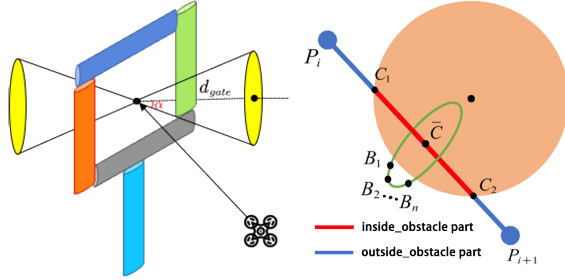 d_gate
α
P_i
C_1
C̅
B_1
B_2 ••• B_n
C_2
inside_obstacle part
outside_obstacle part
P_{i+1}